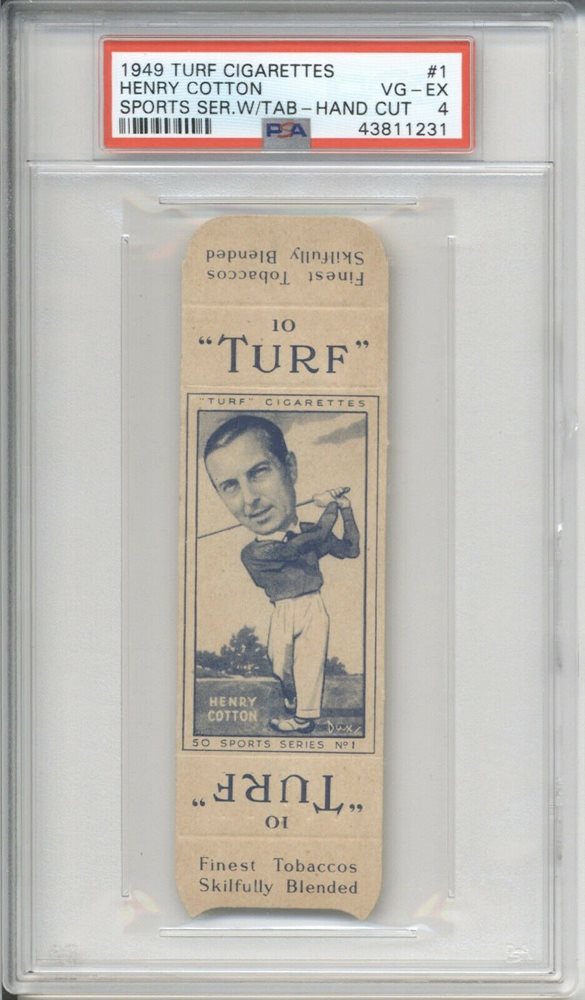 1949 TURF CIGARETTES #1
HENRY COTTON VG-EX
SPORTS SER.W/TAB-HAND CUT 4
PSA 43811231
Finest Tobaccos
Skilfully Blended
10
"TURF"
"TURF" CIGARETTES
HENRY
COTTON
Dux
50 SPORTS SERIES Nº1
"TURF"
10
Finest Tobaccos
Skilfully Blended